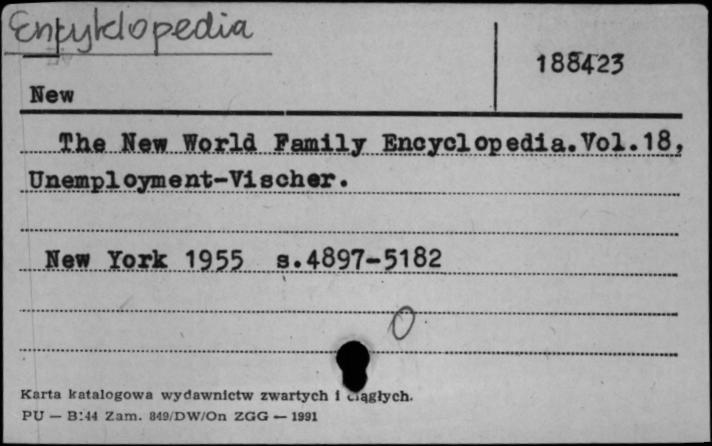 Encyklopedia
188423
New
The New World Family Encyclopedia.Vol.18,
Unemployment-Vischer.
New York 1955 s.4897-5182
0
Karta katalogowa wydawnictw zwartych i ciągłych.
PU — B-44 Zam. 849/DW/On ZGG — 1991